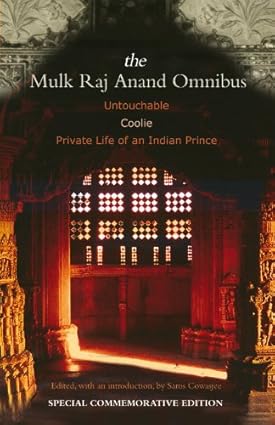 the
Mulk Raj Anand Omnibus
Untouchable
Coolie
Private Life of an Indian Prince
Edited, with an introduction, by Saros Cowasjee
SPECIAL COMMEMORATIVE EDITION